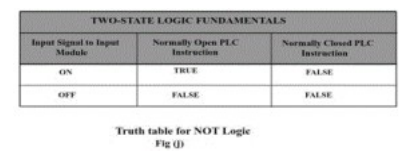 TWO-STATE LOGIC FUNDAMENTALS
Input Signal to Input Module
Normally Open PLC Instruction
Normally Closed PLC Instruction
ON TRUE FALSE
OFF FALSE FALSE
Truth table for NOT Logic
Fig (j)